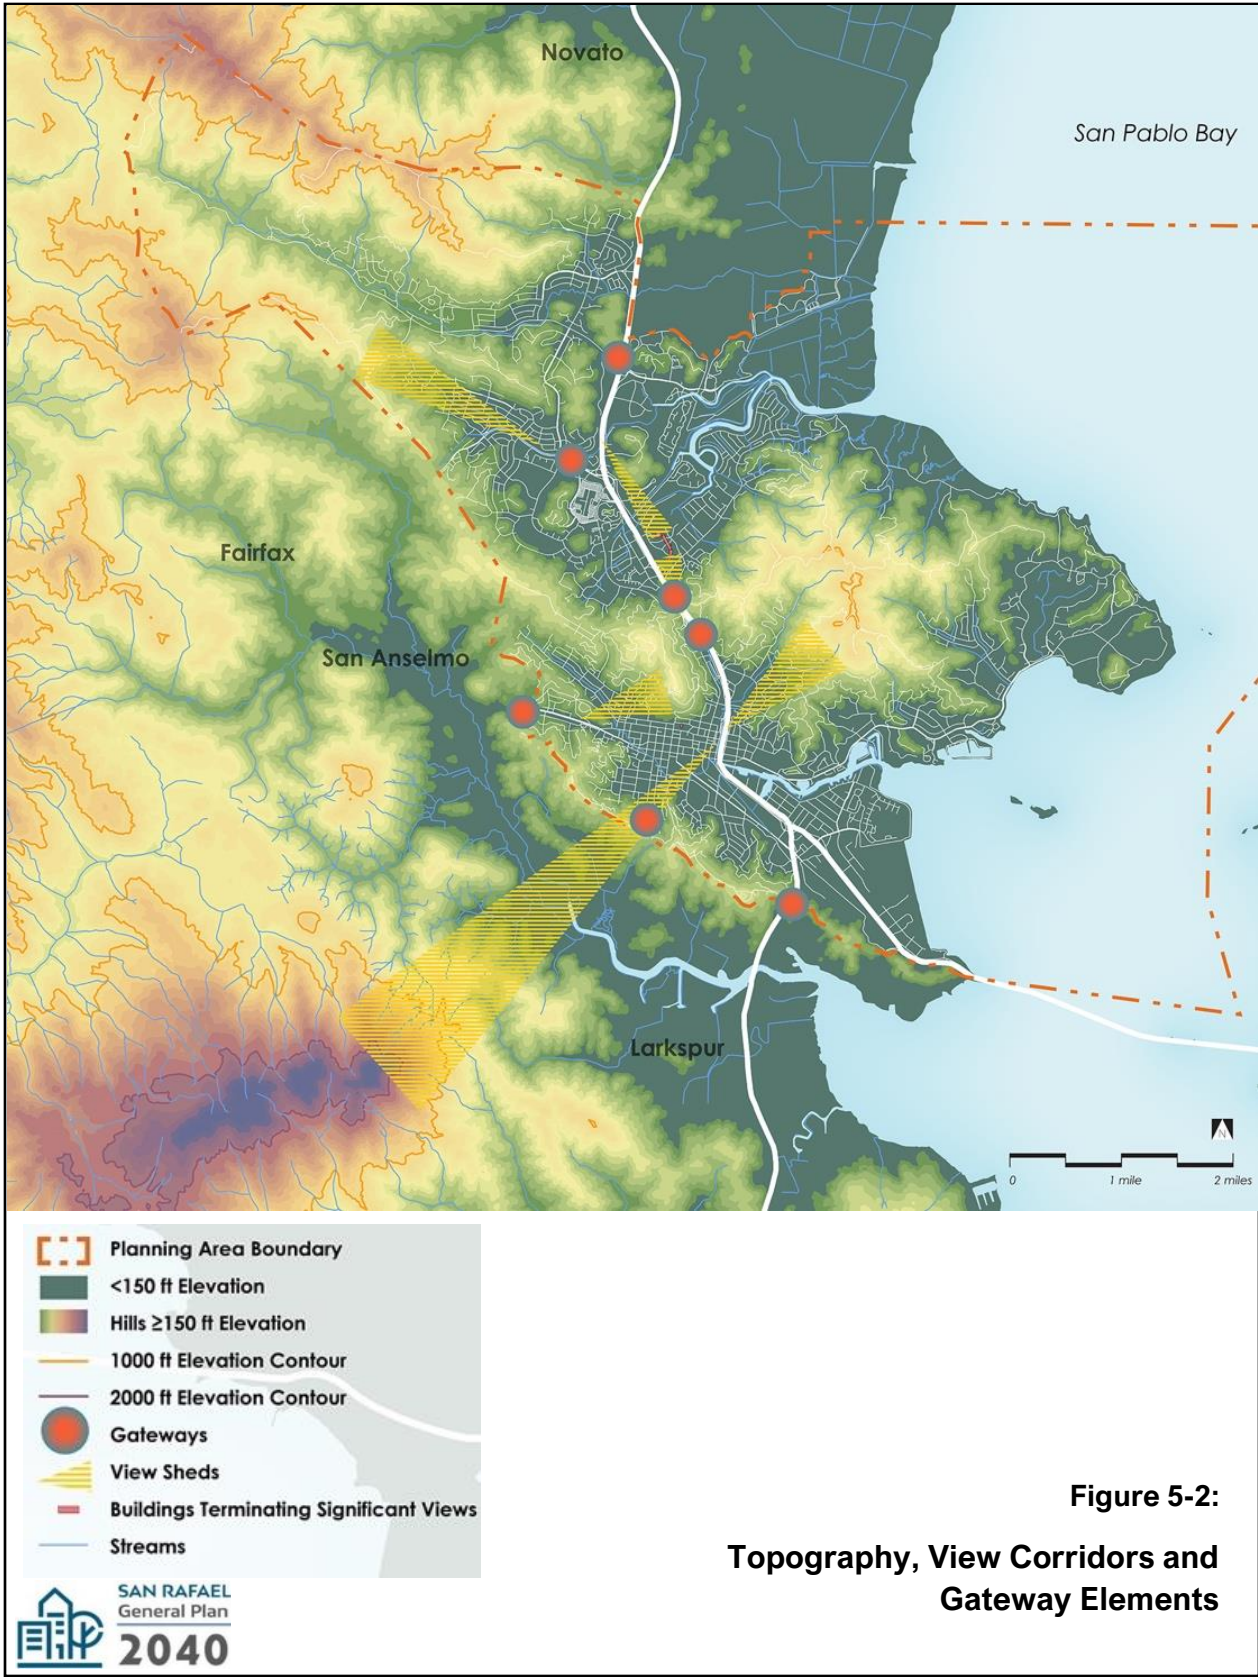 Novato
San Pablo Bay
Fairfax
San Anselmo
Larkspur
N
0 1 mile 2 miles
Planning Area Boundary
<150 ft Elevation
Hills ≥150 ft Elevation
1000 ft Elevation Contour
2000 ft Elevation Contour
Gateways
View Sheds
Buildings Terminating Significant Views
Streams
Figure 5-2:
Topography, View Corridors and
Gateway Elements
SAN RAFAEL
General Plan
2040